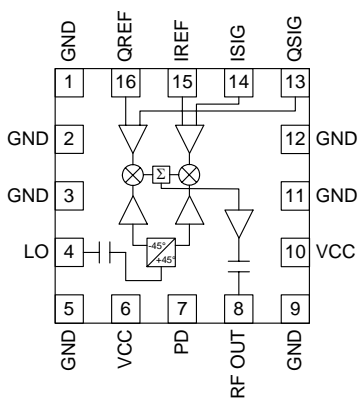 GND
QREF
IREF
ISIG
QSIG
1
16
15
14
13
GND
2
12
GND
Σ
GND
3
11
GND
LO
4
-45°
+45°
10
VCC
5
6
7
8
9
GND
VCC
PD
RF OUT
GND